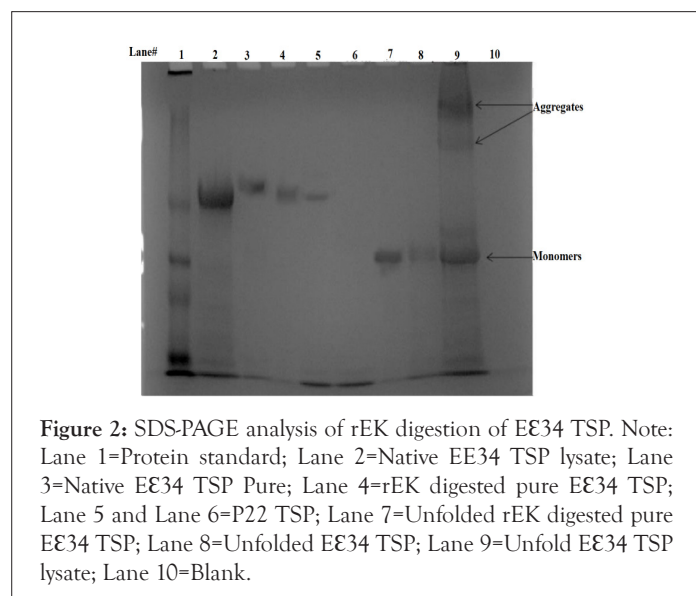 Lane# 1 2 3 4 5 6 7 8 9 10
Aggregates
Monomers
Figure 2: SDS-PAGE analysis of rEK digestion of EƐ34 TSP. Note:
Lane 1=Protein standard; Lane 2=Native EE34 TSP lysate; Lane
3=Native EƐ34 TSP Pure; Lane 4=rEK digested pure EƐ34 TSP;
Lane 5 and Lane 6=P22 TSP; Lane 7=Unfolded rEK digested pure
EƐ34 TSP; Lane 8=Unfolded EƐ34 TSP; Lane 9=Unfold EƐ34 TSP
lysate; Lane 10=Blank.